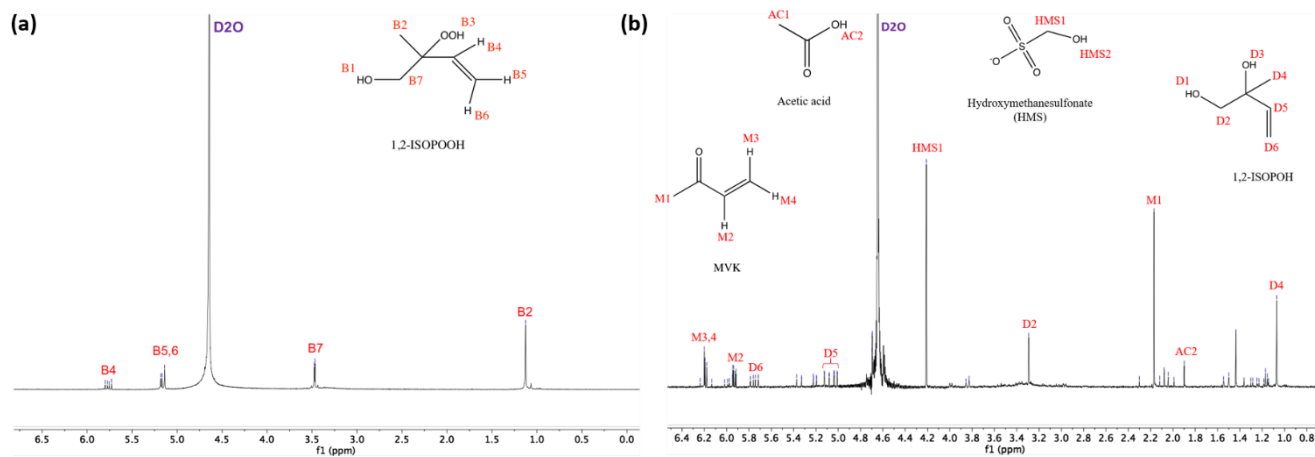 (a)
D2O
B2
OOH
B3
B4
B1
HO
H
B7
H
B5
H
B6
1,2-ISOPOOH
B4
B5,6
B7
B2
6.5 6.0 5.5 5.0 4.5 4.0 3.5 3.0 2.5 2.0 1.5 1.0 0.5 0.0
f1 (ppm)
(b)
AC1
OH
AC2
O
Acetic acid
D2O
O
HMS1
S
OH
-O
O
HMS2
Hydroxymethanesulfonate
(HMS)
D3
OH
D4
D1
HO
D5
D2
D6
1,2-ISOPOH
O
M3
H
M1
H
M4
H
M2
MVK
HMS1
M1
D4
D2
M3,4
M2
D6
D5
AC2
6.4 6.2 6.0 5.8 5.6 5.4 5.2 5.0 4.8 4.6 4.4 4.2 4.0 3.8 3.6 3.4 3.2 3.0 2.8 2.6 2.4 2.2 2.0 1.8 1.6 1.4 1.2 1.0 0.8
f1 (ppm)